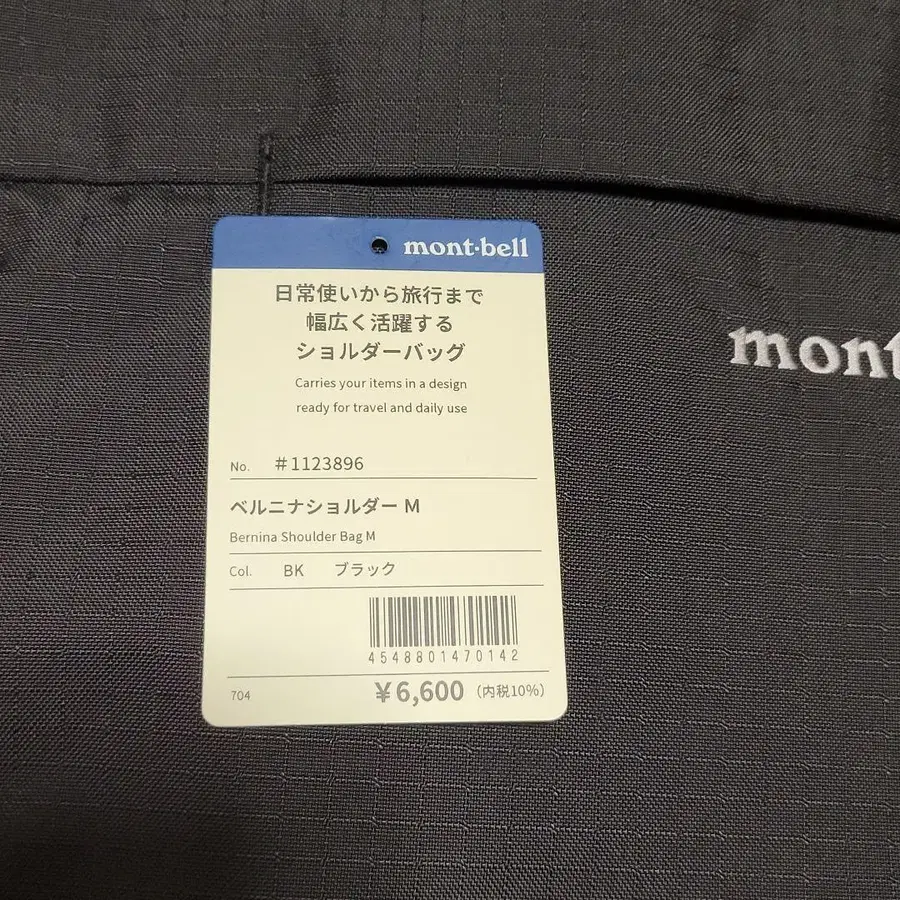 mont·bell
日常使いから旅行まで
幅広く活躍する
ショルダーバッグ
Carries your items in a design
ready for travel and daily use
No. #1123896
ベルニナショルダー M
Bernina Shoulder Bag M
Col. BK ブラック
4548801470142
704 ¥6,600 (内税10%)
mont